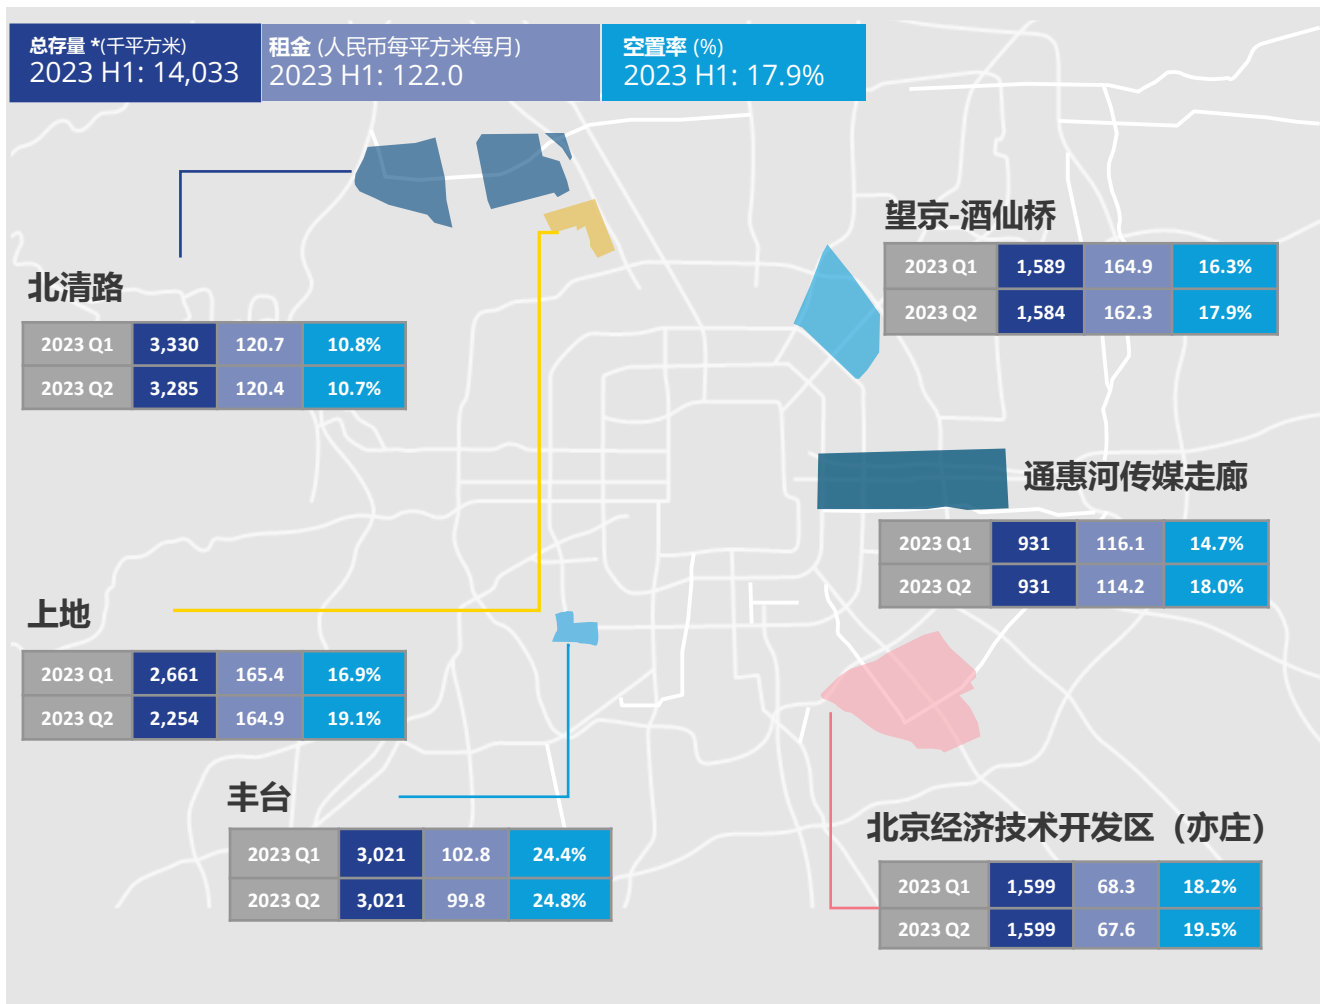 总存量 *(千平方米)
2023 H1: 14,033
租金 (人民币每平方米每月)
2023 H1: 122.0
空置率 (%)
2023 H1: 17.9%
北清路
2023 Q1 3,330 120.7 10.8%
2023 Q2 3,285 120.4 10.7%
望京-酒仙桥
2023 Q1 1,589 164.9 16.3%
2023 Q2 1,584 162.3 17.9%
通惠河传媒走廊
2023 Q1 931 116.1 14.7%
2023 Q2 931 114.2 18.0%
上地
2023 Q1 2,661 165.4 16.9%
2023 Q2 2,254 164.9 19.1%
丰台
2023 Q1 3,021 102.8 24.4%
2023 Q2 3,021 99.8 24.8%
北京经济技术开发区（亦庄）
2023 Q1 1,599 68.3 18.2%
2023 Q2 1,599 67.6 19.5%